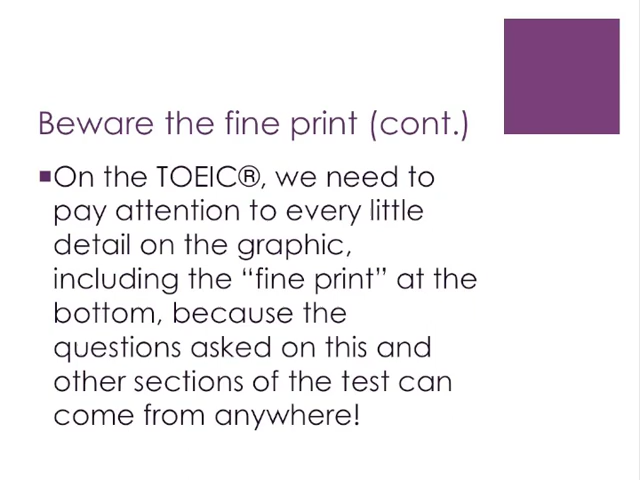 Beware the fine print (cont.)
On the TOEIC®, we need to
pay attention to every little
detail on the graphic,
including the “fine print” at the
bottom, because the
questions asked on this and
other sections of the test can
come from anywhere!